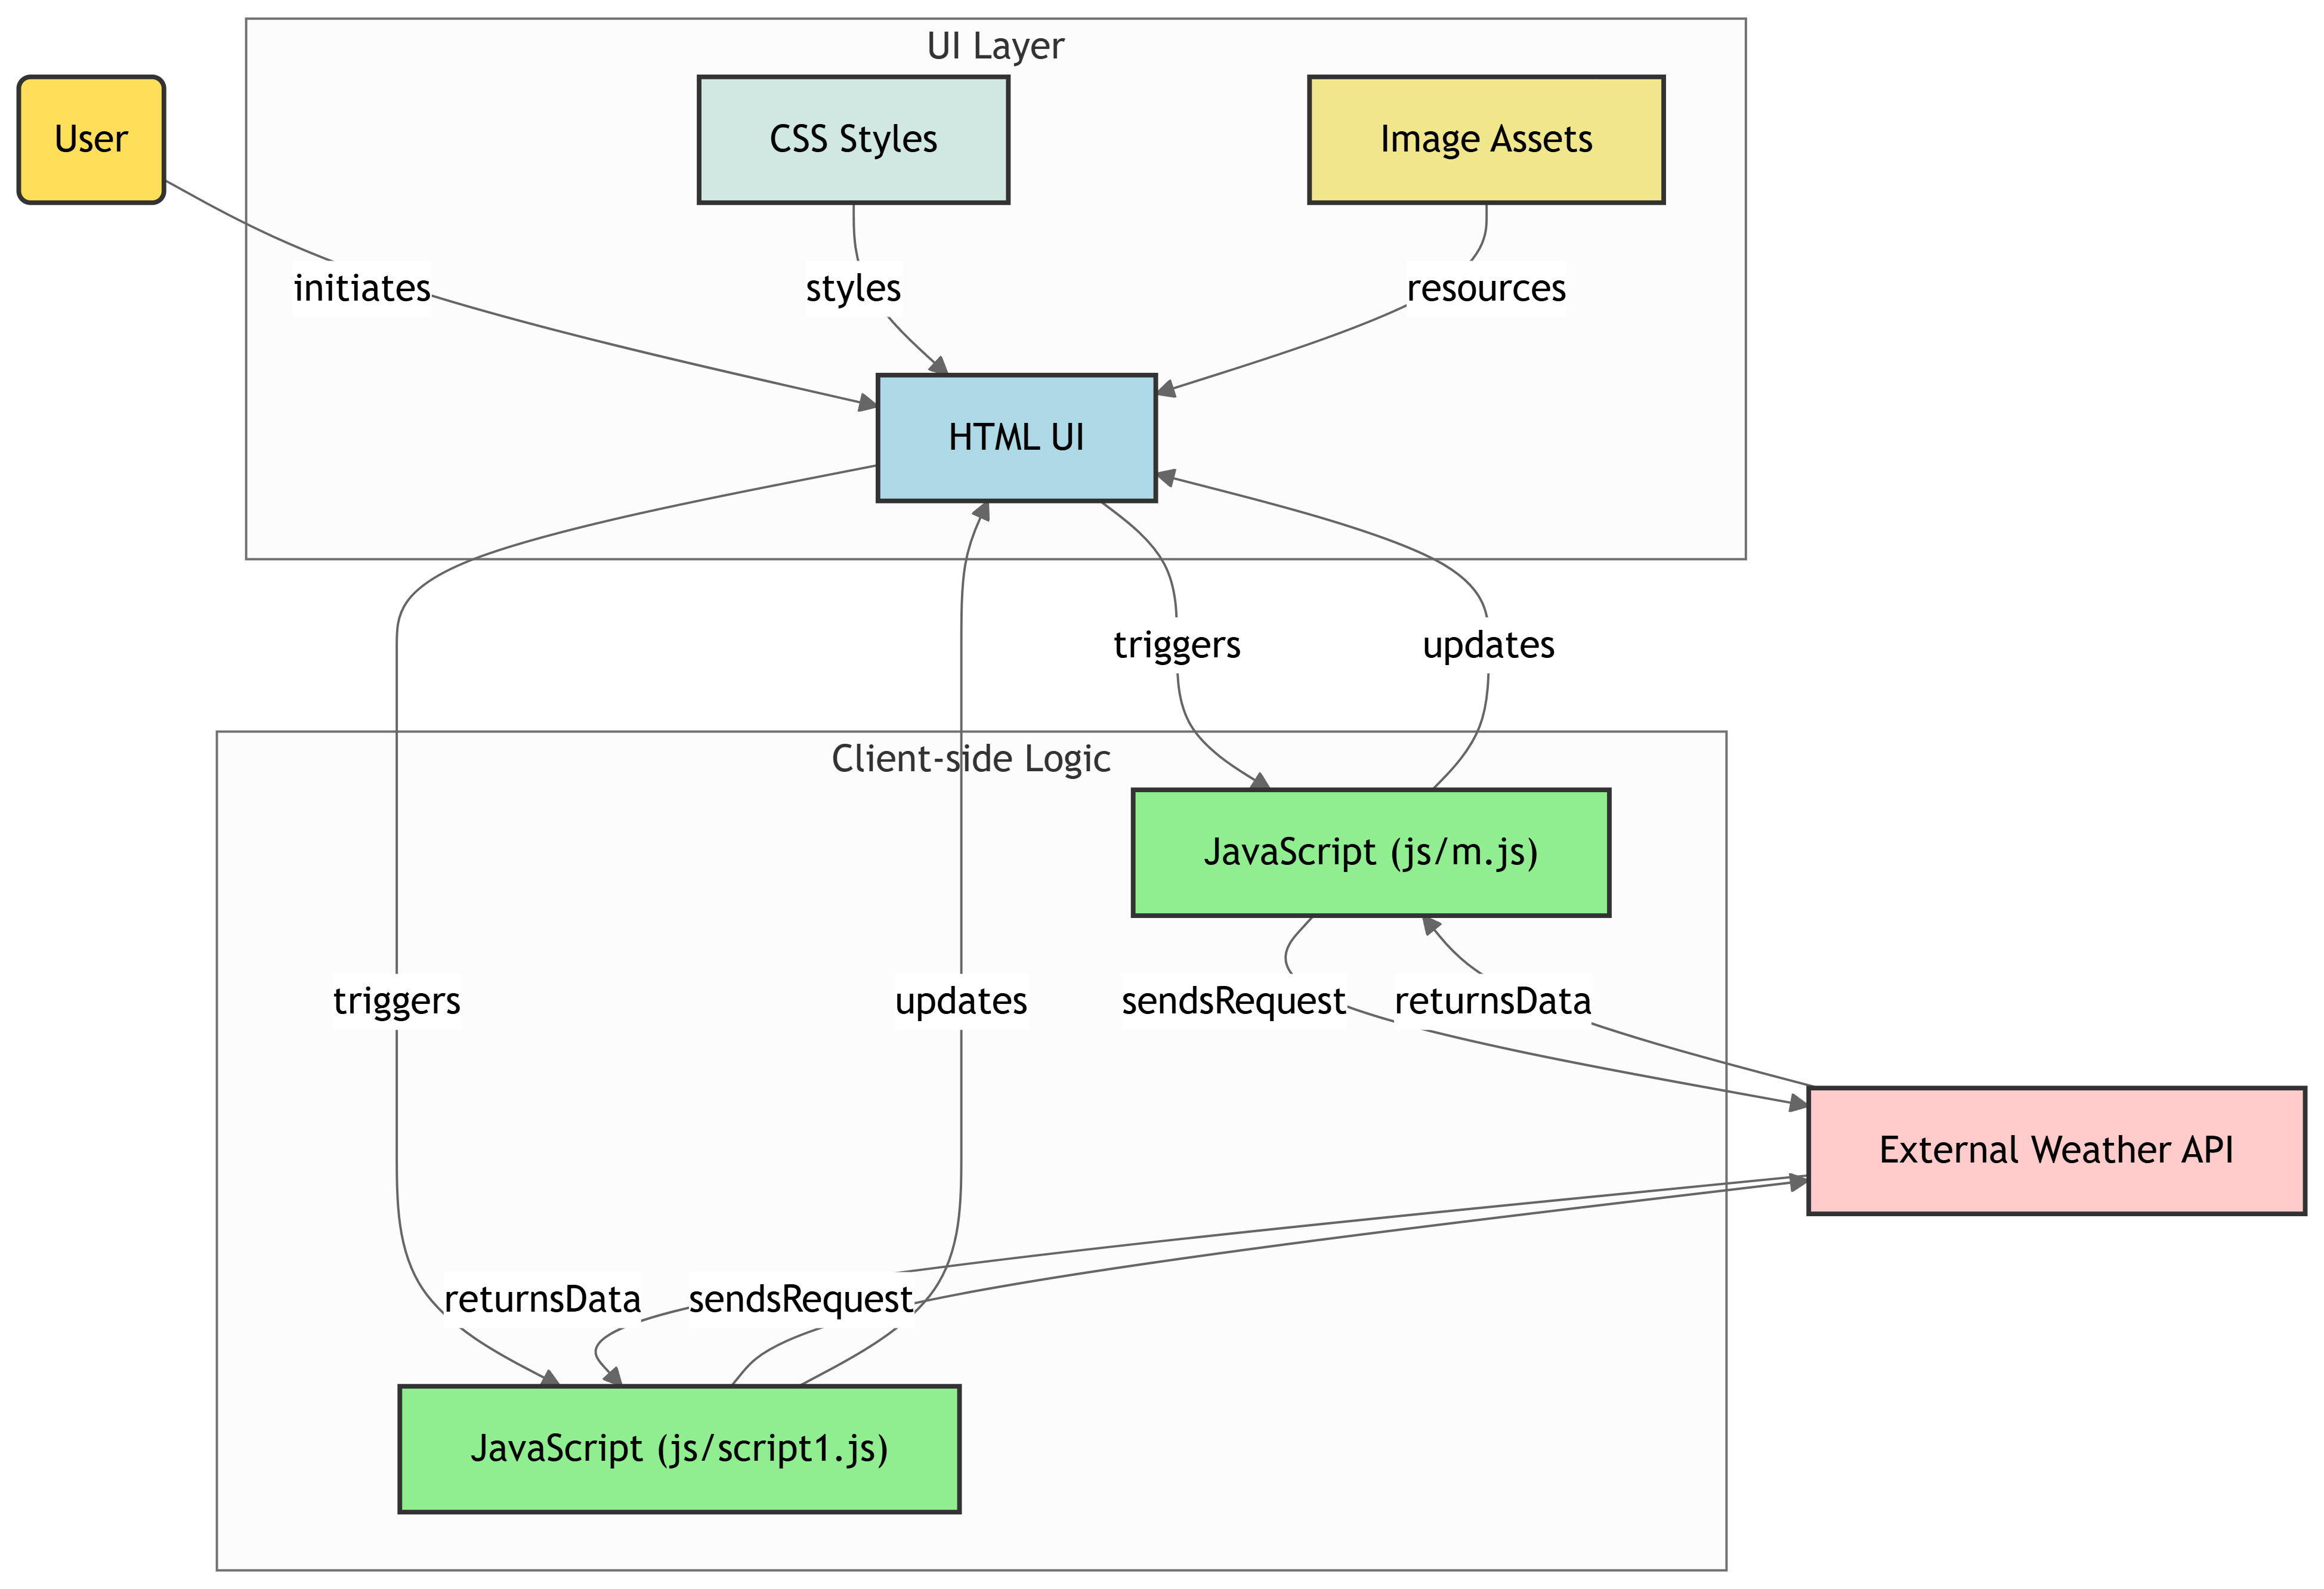 UI Layer
User
CSS Styles
Image Assets
initiates
styles
resources
HTML UI
triggers
updates
Client-side Logic
JavaScript (js/m.js)
triggers
updates
sendsRequest
returnsData
External Weather API
returnsData
sendsRequest
JavaScript (js/script1.js)